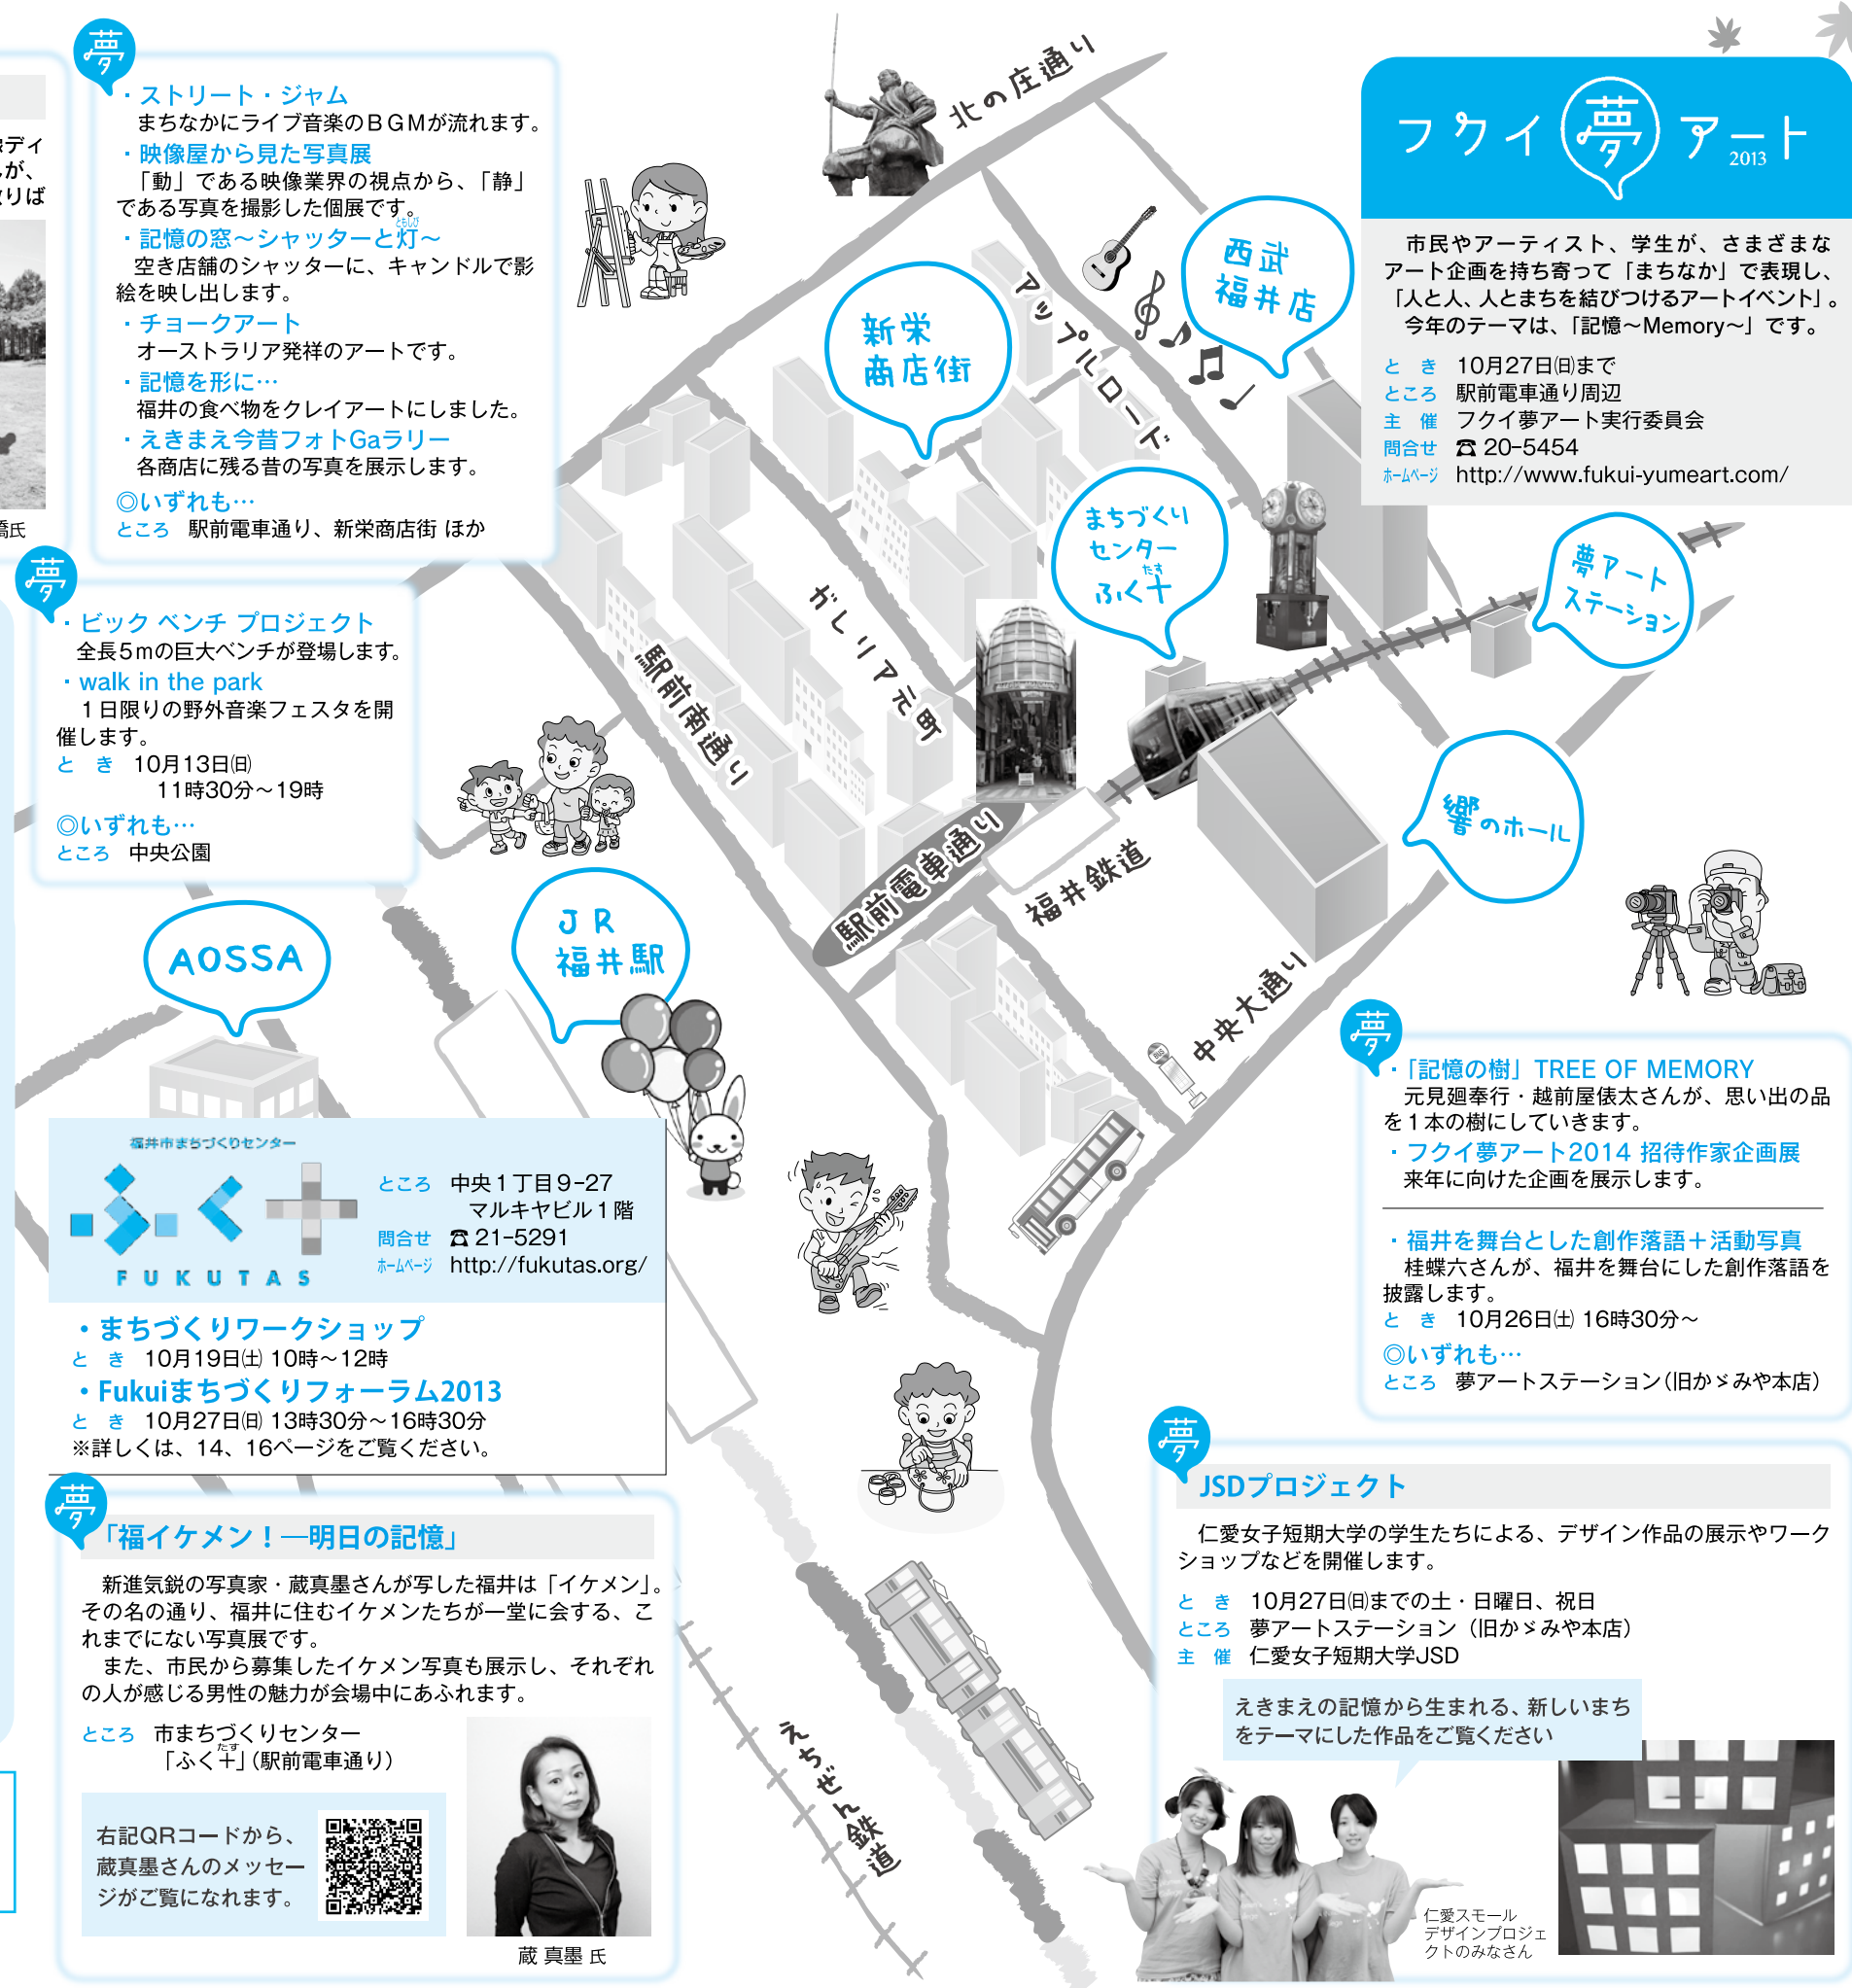 夢
・ストリート・ジャム
まちなかにライブ音楽のＢＧＭが流れます。
・映像屋から見た写真展
「動」である映像業界の視点から、「静」
である写真を撮影した個展です。
・記憶の窓～シャッターと灯～
ともしび
空き店舗のシャッターに、キャンドルで影
絵を映し出します。
・チョークアート
オーストラリア発祥のアートです。
・記憶を形に…
福井の食べ物をクレイアートにしました。
・えきまえ今昔フォトGaラリー
各商店に残る昔の写真を展示します。
◎いずれも…
ところ 駅前電車通り、新栄商店街 ほか
ディ
が、
りば
氏
夢
・ビック ベンチ プロジェクト
全長５ｍの巨大ベンチが登場します。
・walk in the park
１日限りの野外音楽フェスタを開
催します。
と き 10月13日㈰
11時30分～19時
◎いずれも…
ところ 中央公園
北の庄通り
アップルロード
西武
福井店
新栄
商店街
まちづくり
センター
たす
ふく＋
夢アート
ステーション
ガレリア元町
駅前南通り
響のホール
駅前電車通り
福井鉄道
中央大通り
BUS
AOSSA
ＪＲ
福井駅
えちぜん鉄道
フクイ夢アート
2013
市民やアーティスト、学生が、さまざまな
アート企画を持ち寄って「まちなか」で表現し、
「人と人、人とまちを結びつけるアートイベント」。
今年のテーマは、「記憶～Memory～」です。
と き 10月27日㈰まで
ところ 駅前電車通り周辺
主 催 フクイ夢アート実行委員会
問合せ ☎ 20−5454
ホームページ http://www.fukui-yumeart.com/
夢
・「記憶の樹」TREE OF MEMORY
元見廻奉行・越前屋俵太さんが、思い出の品
を１本の樹にしていきます。
・フクイ夢アート2014 招待作家企画展
来年に向けた企画を展示します。
・福井を舞台とした創作落語＋活動写真
桂蝶六さんが、福井を舞台にした創作落語を
披露します。
と き 10月26日㈯ 16時30分～
◎いずれも…
ところ 夢アートステーション（旧かゞみや本店）
福井市まちづくりセンター
ふく＋
FUKUTAS
ところ 中央１丁目９−27
マルキヤビル１階
問合せ ☎ 21−5291
ホームページ http://fukutas.org/
・まちづくりワークショップ
と き 10月19日㈯ 10時～12時
・Fukuiまちづくりフォーラム2013
と き 10月27日㈰ 13時30分～16時30分
※詳しくは、14、16ページをご覧ください。
夢
「福イケメン！―明日の記憶」
新進気鋭の写真家・蔵真墨さんが写した福井は「イケメン」。
その名の通り、福井に住むイケメンたちが一堂に会する、こ
れまでにない写真展です。
また、市民から募集したイケメン写真も展示し、それぞれ
の人が感じる男性の魅力が会場中にあふれます。
ところ 市まちづくりセンター
たす
「ふく＋」（駅前電車通り）
右記QRコードから、
蔵真墨さんのメッセー
ジがご覧になれます。
蔵 真墨 氏
夢
JSDプロジェクト
仁愛女子短期大学の学生たちによる、デザイン作品の展示やワーク
ショップなどを開催します。
と き 10月27日㈰までの土・日曜日、祝日
ところ 夢アートステーション（旧かゞみや本店）
主 催 仁愛女子短期大学JSD
えきまえの記憶から生まれる、新しいまち
をテーマにした作品をご覧ください
仁愛スモール
デザインプロジェ
クトのみなさん